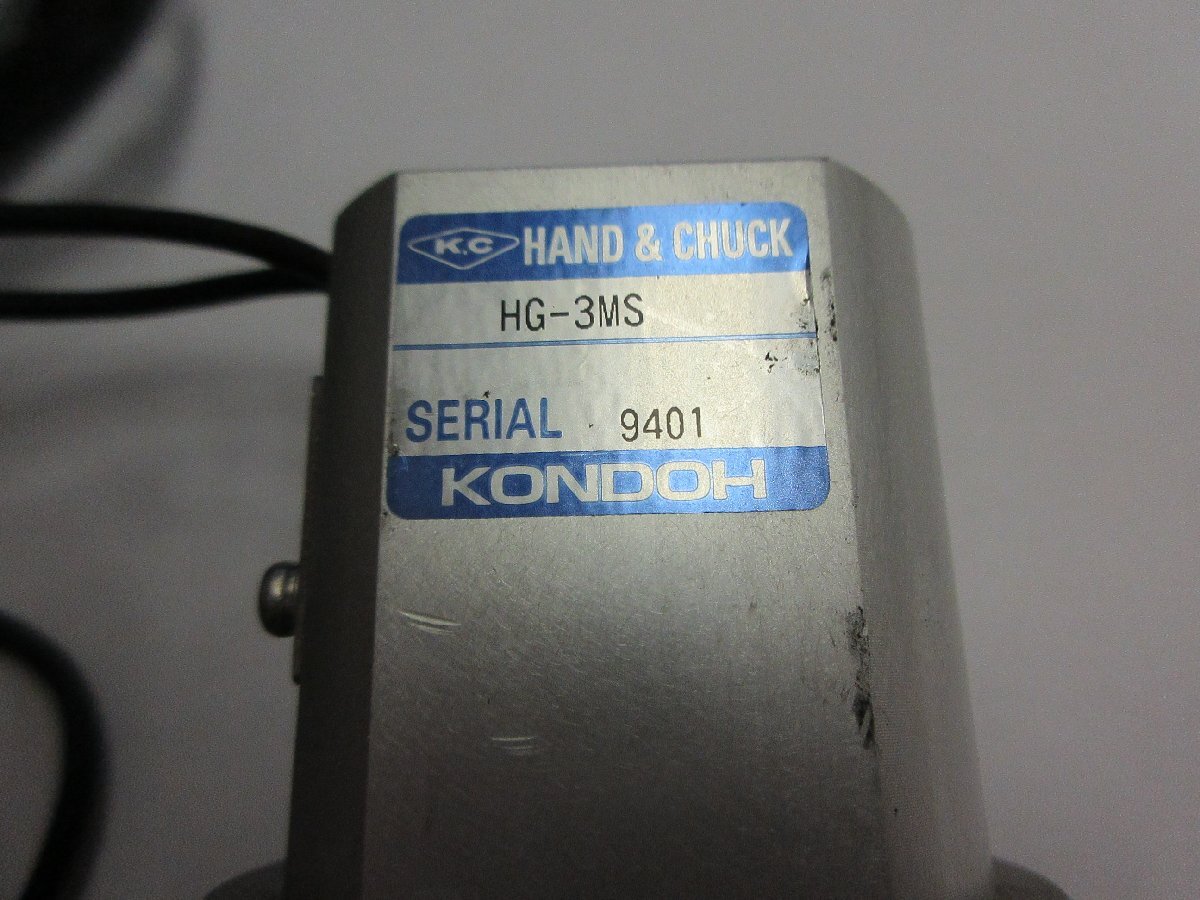 K.C HAND & CHUCK
HG-3MS
SERIAL 9401
KONDOH